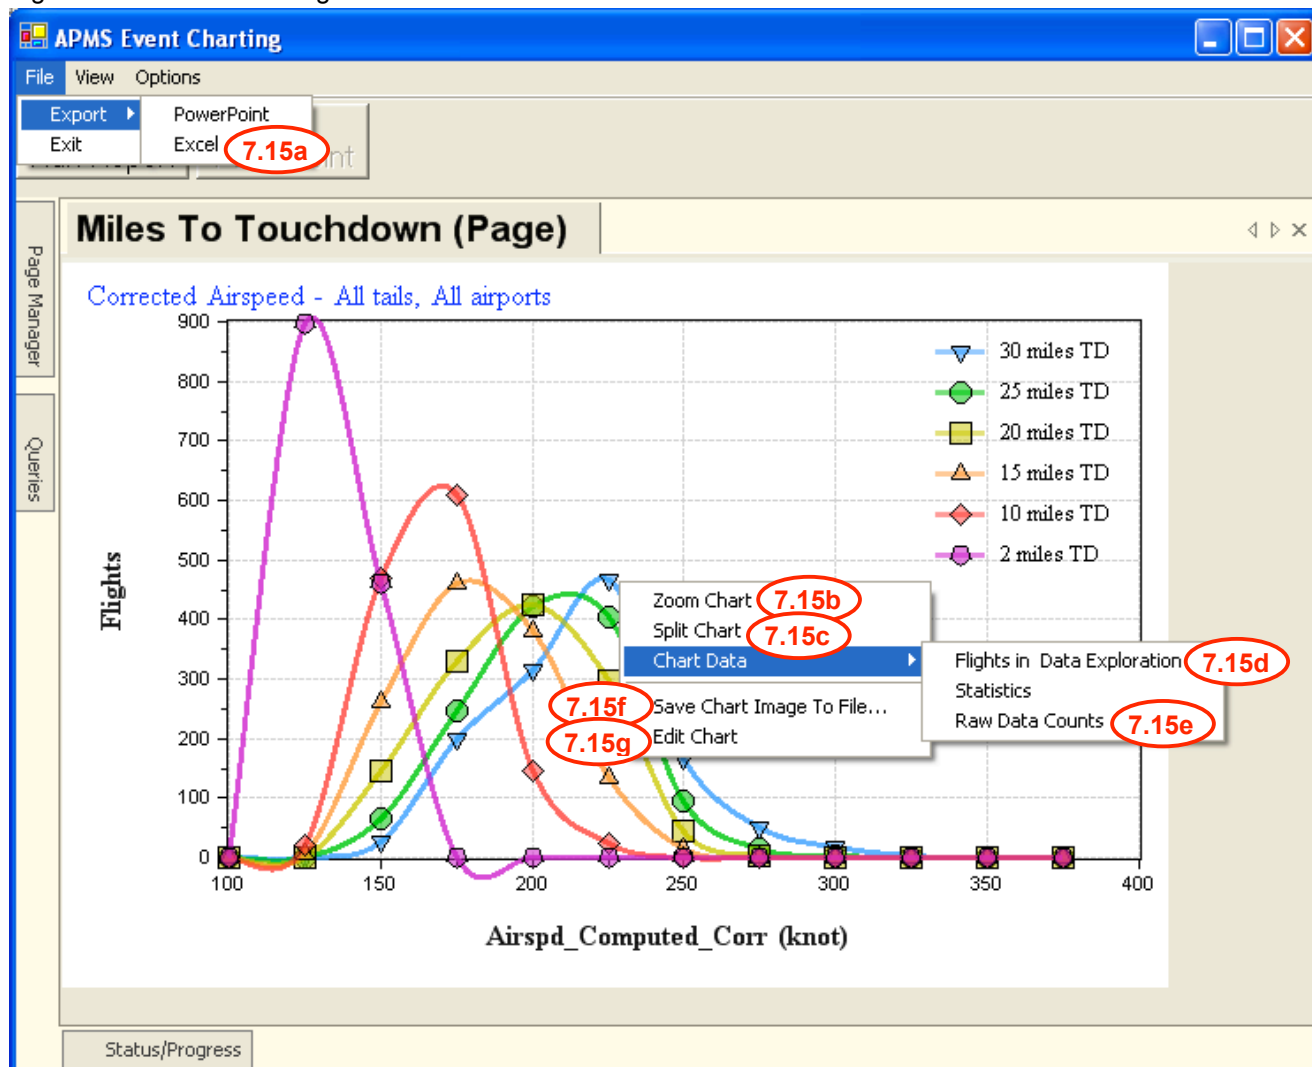 APMS Event Charting
File View Options
Export
Exit
PowerPoint
Excel
7.15a
Miles To Touchdown (Page)
Page Manager
Queries
Corrected Airspeed - All tails, All airports
900
800
700
600
500
400
300
200
100
0
Flights
100 150 200 250 300 350 400
Airspd_Computed_Corr (knot)
30 miles TD
25 miles TD
20 miles TD
15 miles TD
10 miles TD
2 miles TD
Zoom Chart 7.15b
Split Chart 7.15c
Chart Data
7.15f Save Chart Image To File...
7.15g Edit Chart
Flights in Data Exploration 7.15d
Statistics
Raw Data Counts 7.15e
Status/Progress